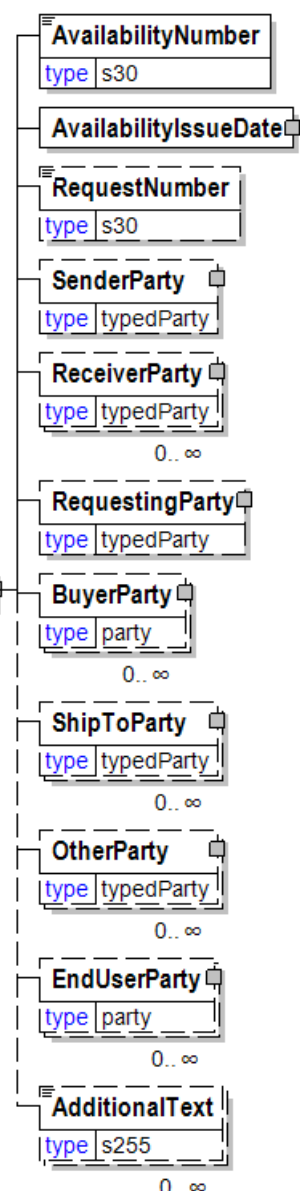 AvailabilityNumber
type s30
AvailabilityIssueDate
RequestNumber
type s30
SenderParty
type typedParty
ReceiverParty
type typedParty
0.. ∞
RequestingParty
type typedParty
BuyerParty
type party
0.. ∞
ShipToParty
type typedParty
0.. ∞
OtherParty
type typedParty
0.. ∞
EndUserParty
type party
0.. ∞
AdditionalText
type s255
0.. ∞